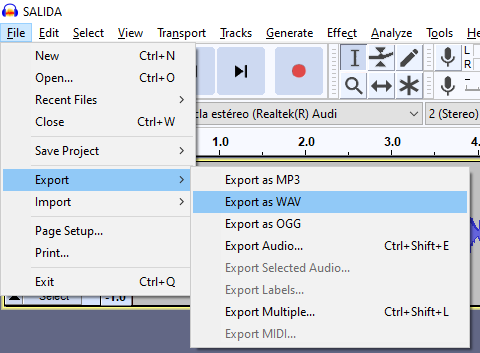 SALIDA
File Edit Select View Transport Tracks Generate Effect Analyze Tools He
New Ctrl+N
Open... Ctrl+O
Recent Files
Close Ctrl+W
Save Project
Export
Import
Page Setup...
Print...
Exit Ctrl+Q
L
R
cla estéreo (Realtek(R) Audi
2 (Stereo)
1.0 2.0 3.0 4.
Export as MP3
Export as WAV
Export as OGG
Export Audio... Ctrl+Shift+E
Export Selected Audio...
Export Labels...
Export Multiple... Ctrl+Shift+L
Export MIDI...
Select -1.0